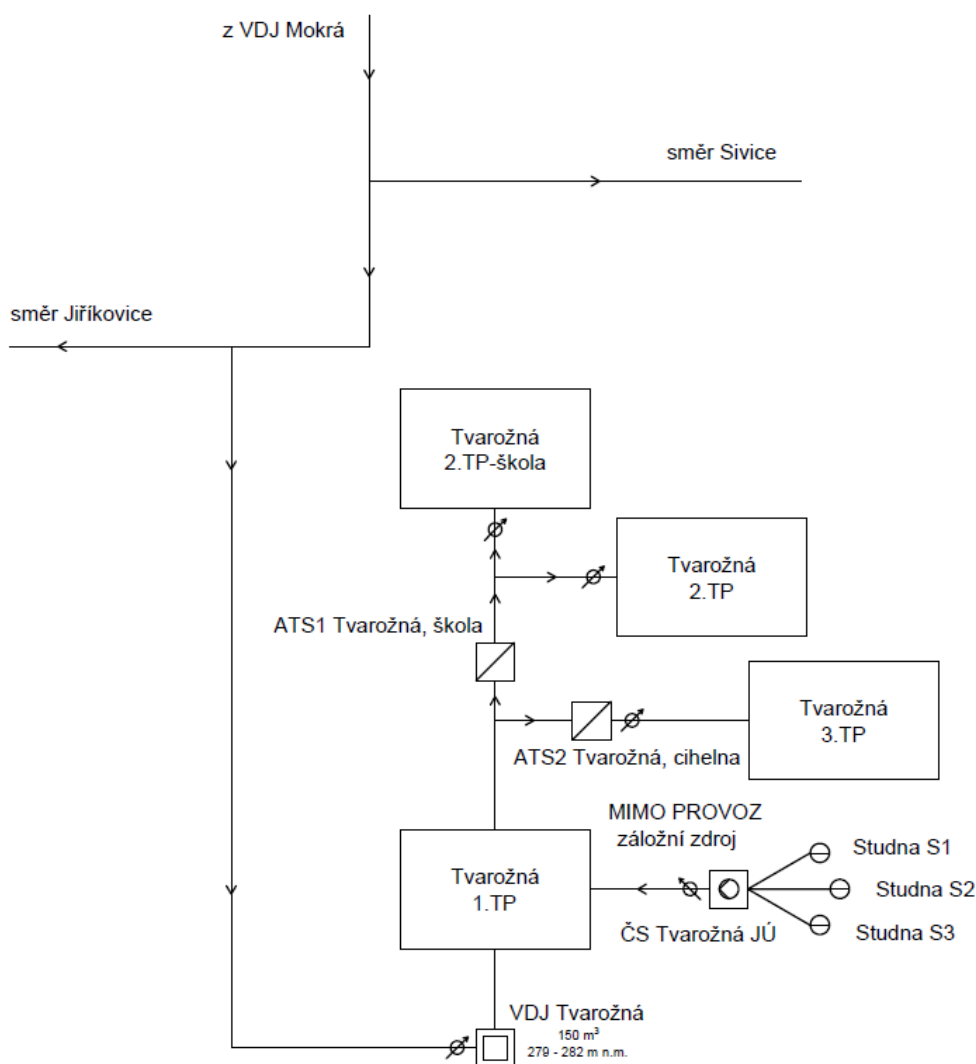 z VDJ Mokrá
směr Sivice
směr Jiříkovice
Tvarožná
2.TP-škola
Tvarožná
2.TP
ATS1 Tvarožná, škola
Tvarožná
3.TP
ATS2 Tvarožná, cihelna
MIMO PROVOZ
záložní zdroj
Studna S1
Tvarožná
1.TP
Studna S2
ČS Tvarožná JÚ
Studna S3
VDJ Tvarožná
150 m³
279 - 282 m n.m.